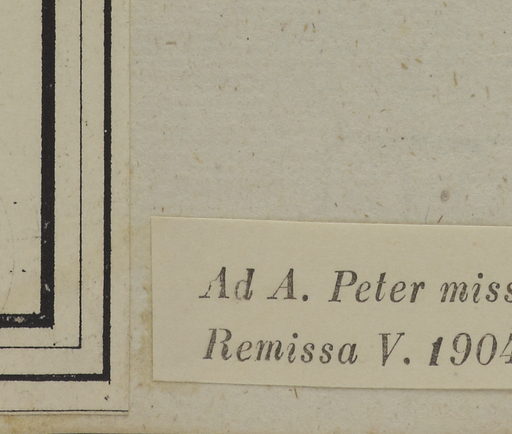 Ad A. Peter miss
Remissa V. 1904